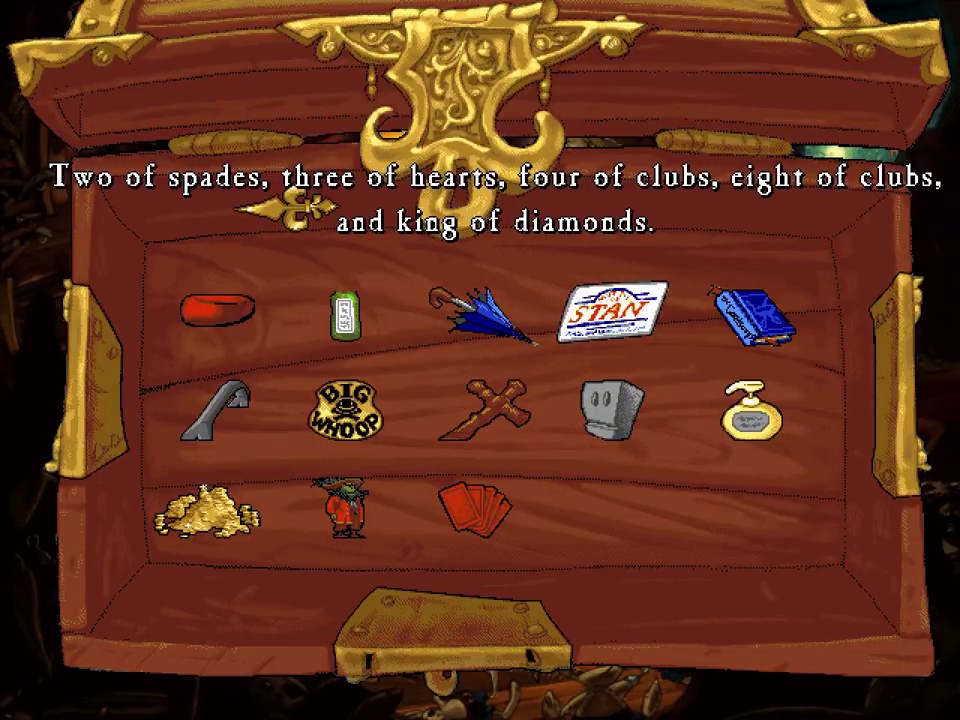 Two of spades, three of hearts, four of clubs, eight of clubs,
and king of diamonds.
STAN
BIG
WHOOP